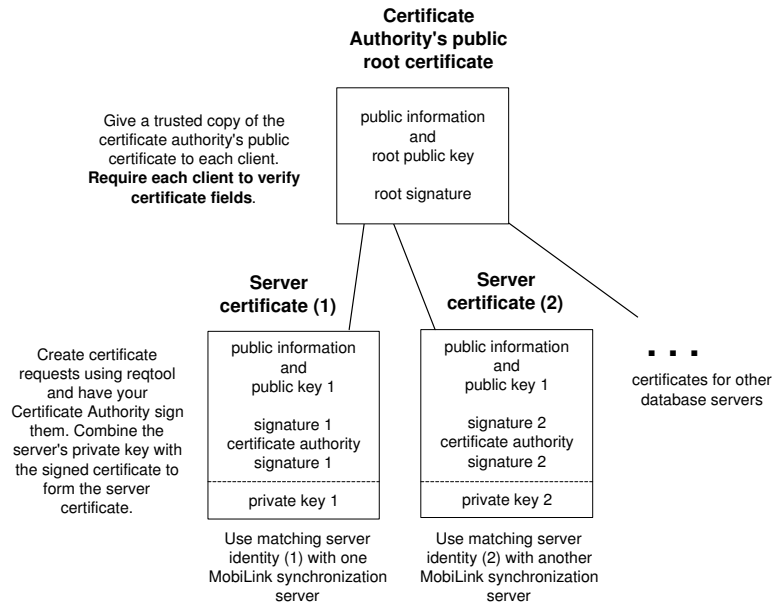 Certificate
Authority's public
root certificate
Give a trusted copy of the
certificate authority's public
certificate to each client.
Require each client to verify
certificate fields.
public information
and
root public key
root signature
Server
certificate (1)
Server
certificate (2)
Create certificate
requests using reqtool
and have your
Certificate Authority sign
them. Combine the
server's private key with
the signed certificate to
form the server
certificate.
public information
and
public key 1
signature 1
certificate authority
signature 1
private key 1
public information
and
public key 1
signature 2
certificate authority
signature 2
private key 2
. . .
certificates for other
database servers
Use matching server
identity (1) with one
MobiLink synchronization
server
Use matching server
identity (2) with another
MobiLink synchronization
server